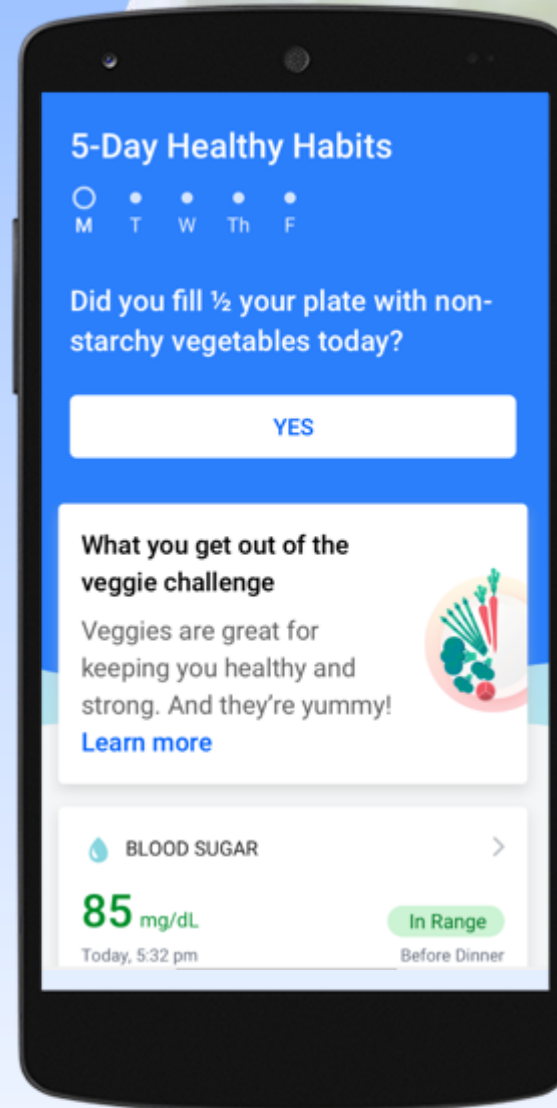 5-Day Healthy Habits
M T W Th F
Did you fill ½ your plate with non-
starchy vegetables today?
YES
What you get out of the
veggie challenge
Veggies are great for
keeping you healthy and
strong. And they're yummy!
Learn more
BLOOD SUGAR
85 mg/dL
In Range
Today, 5:32 pm
Before Dinner